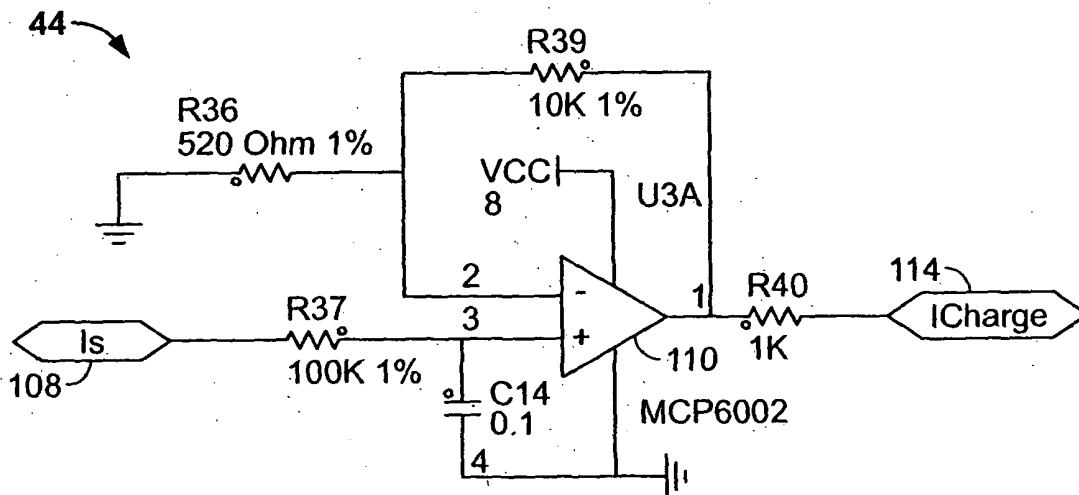 44
R39
10K 1%
R36
520 Ohm 1%
VCC
8
U3A
2
-
3
+
1
R40
1K
114
ICharge
R37
100K 1%
Is
108
110
C14
0.1
MCP6002
4